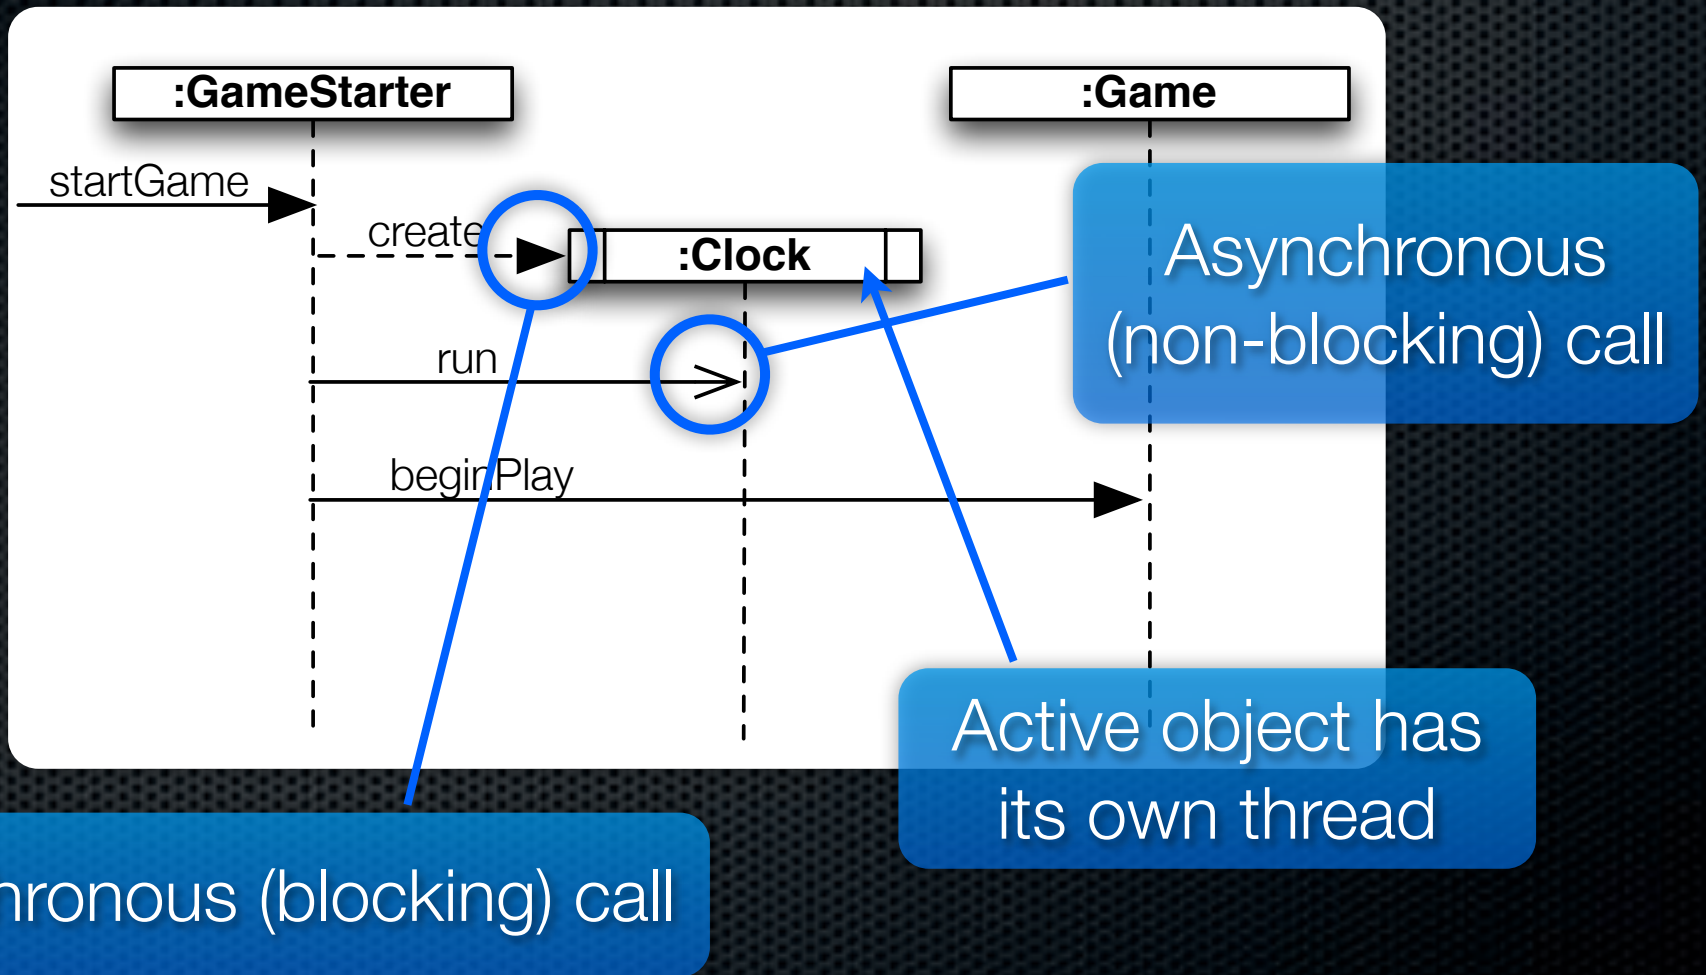 :GameStarter
:Game
startGame
create
:Clock
Asynchronous
(non-blocking) call
run
beginPlay
Active object has
its own thread
hronous (blocking) call